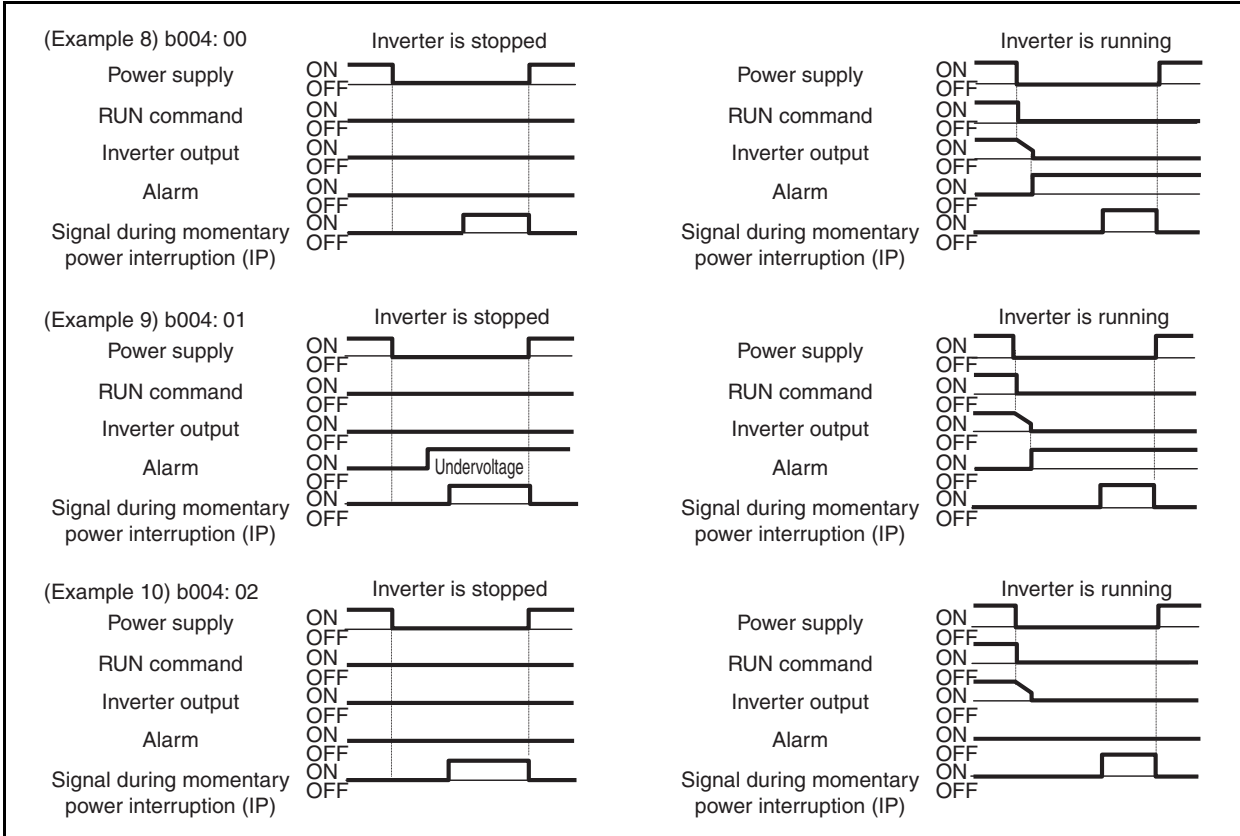 (Example 8) b004: 00
Inverter is stopped
Inverter is running
Power supply
ON
OFF
Power supply
ON
OFF
RUN command
ON
OFF
RUN command
ON
OFF
Inverter output
ON
OFF
Inverter output
ON
OFF
Alarm
ON
OFF
Alarm
ON
OFF
Signal during momentary
power interruption (IP)
ON
OFF
Signal during momentary
power interruption (IP)
ON
OFF
(Example 9) b004: 01
Inverter is stopped
Inverter is running
Power supply
ON
OFF
Power supply
ON
OFF
RUN command
ON
OFF
RUN command
ON
OFF
Inverter output
ON
OFF
Inverter output
ON
OFF
Alarm
ON
OFF
Undervoltage
Alarm
ON
OFF
Signal during momentary
power interruption (IP)
ON
OFF
Signal during momentary
power interruption (IP)
ON
OFF
(Example 10) b004: 02
Inverter is stopped
Inverter is running
Power supply
ON
OFF
Power supply
ON
OFF
RUN command
ON
OFF
RUN command
ON
OFF
Inverter output
ON
OFF
Inverter output
ON
OFF
Alarm
ON
OFF
Alarm
ON
OFF
Signal during momentary
power interruption (IP)
ON
OFF
Signal during momentary
power interruption (IP)
ON
OFF